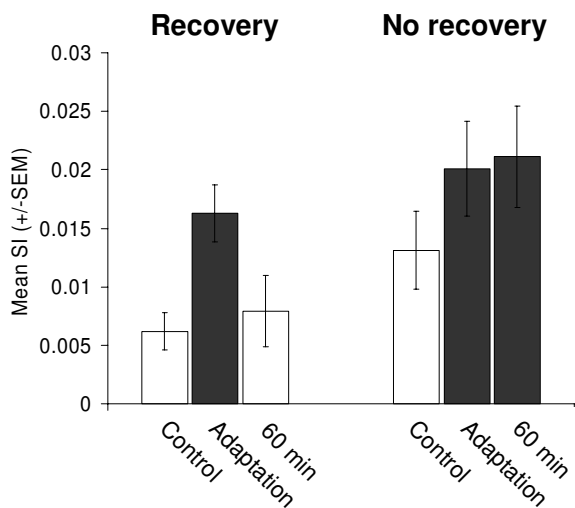 Recovery
No recovery
Mean SI (+/-SEM)
0.03
0.025
0.02
0.015
0.01
0.005
0
Control
Adaptation
60 min
Control
Adaptation
60 min